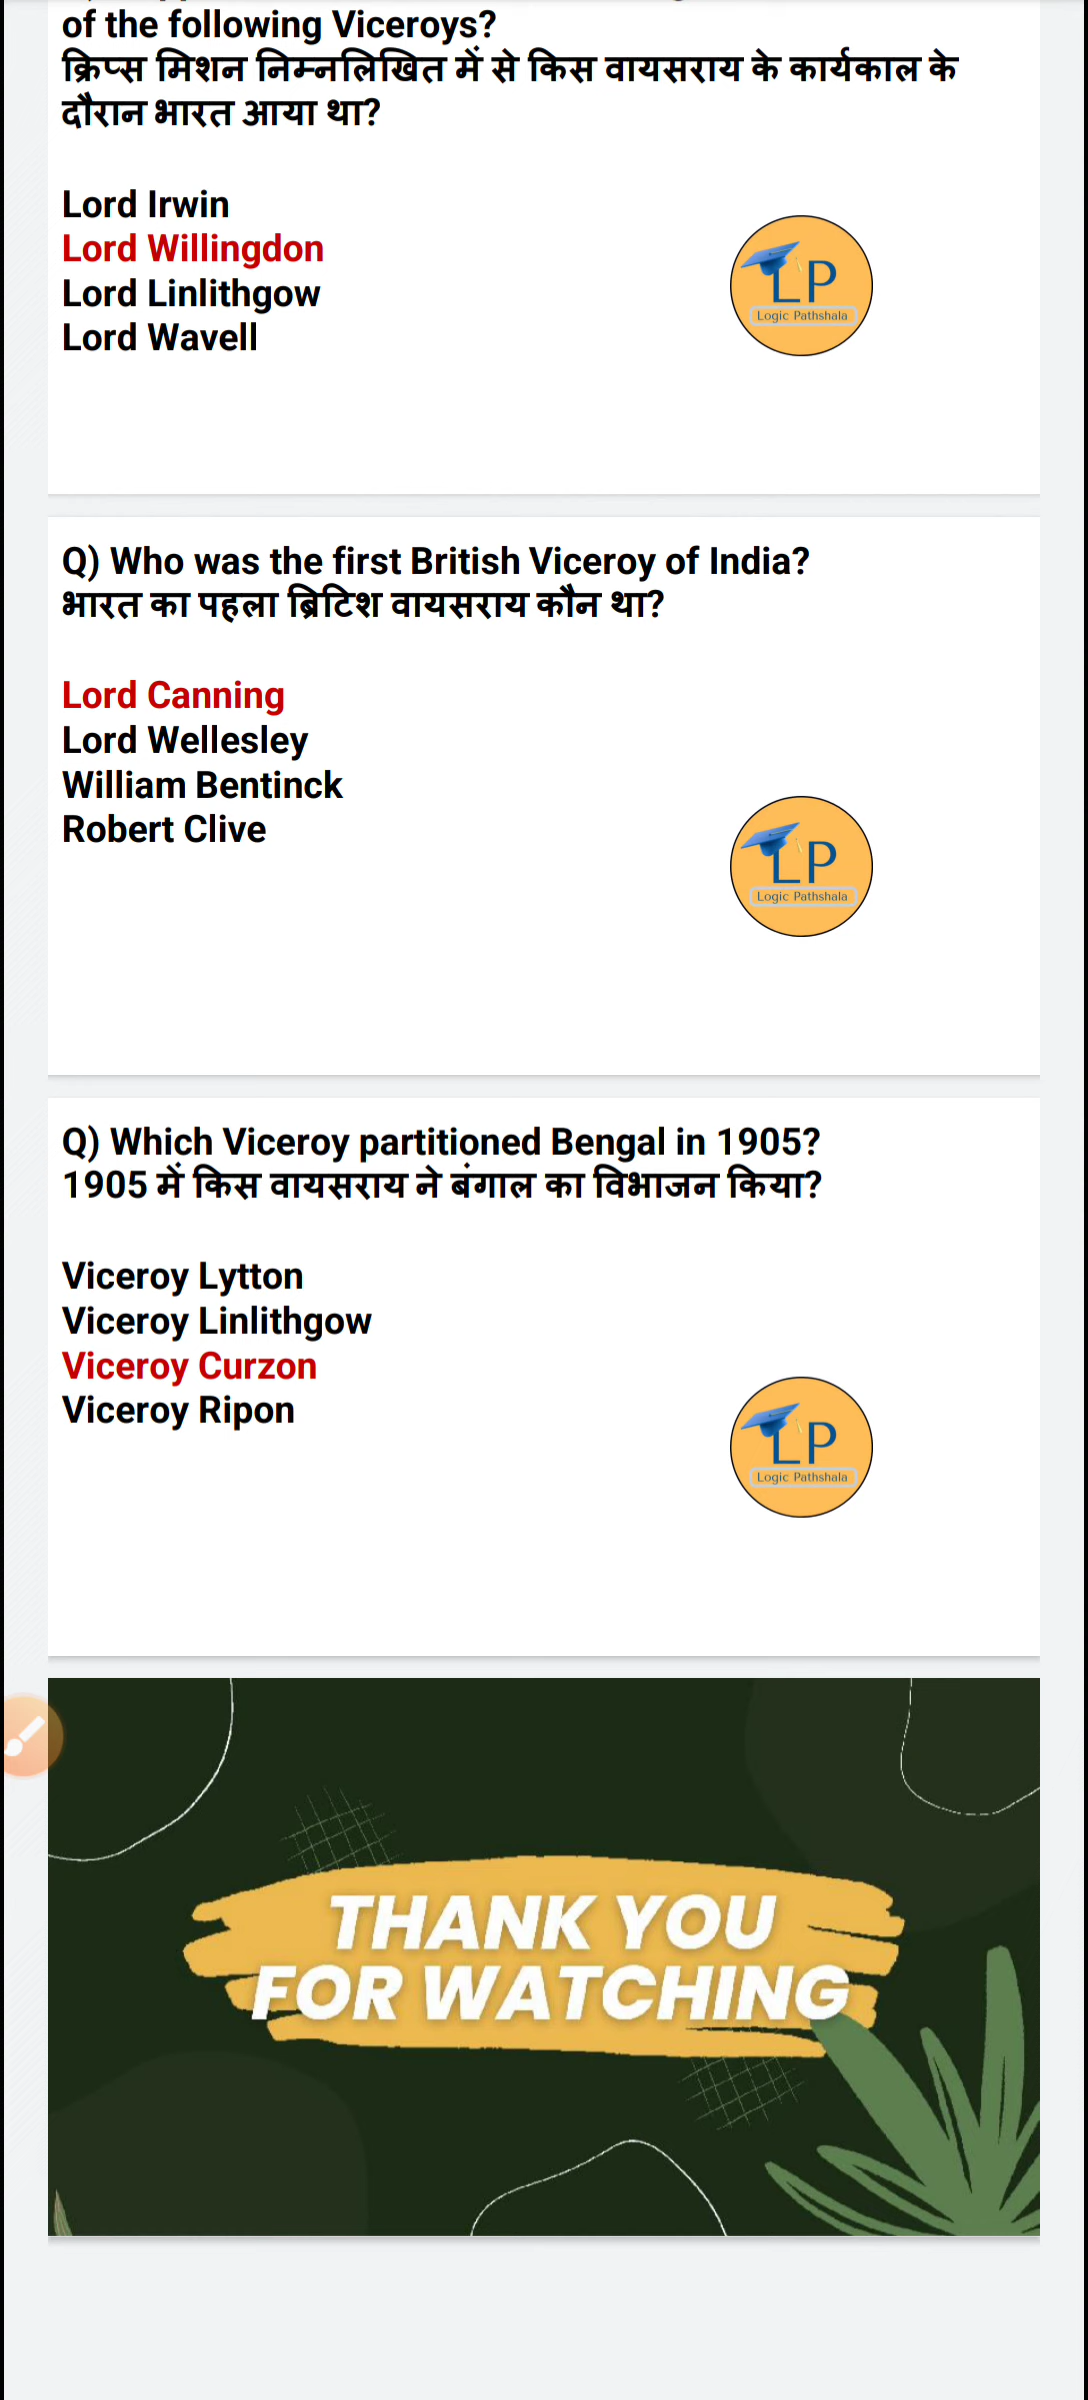 of the following Viceroys?
क्रिप्स मिशन निम्नलिखित में से किस वायसराय के कार्यकाल के
दौरान भारत आया था?
Lord Irwin
Lord Willingdon
Lord Linlithgow
Lord Wavell
LP
Logic Pathshala
Q) Who was the first British Viceroy of India?
भारत का पहला ब्रिटिश वायसराय कौन था?
Lord Canning
Lord Wellesley
William Bentinck
Robert Clive
LP
Logic Pathshala
Q) Which Viceroy partitioned Bengal in 1905?
1905 में किस वायसराय ने बंगाल का विभाजन किया?
Viceroy Lytton
Viceroy Linlithgow
Viceroy Curzon
Viceroy Ripon
LP
Logic Pathshala
THANK YOU
FOR WATCHING